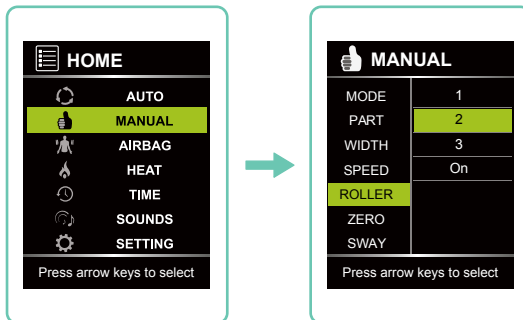 HOME
AUTO
MANUAL
AIRBAG
HEAT
TIME
SOUNDS
SETTING
Press arrow keys to select
MANUAL
MODE 1
PART 2
WIDTH 3
SPEED On
ROLLER
ZERO
SWAY
Press arrow keys to select